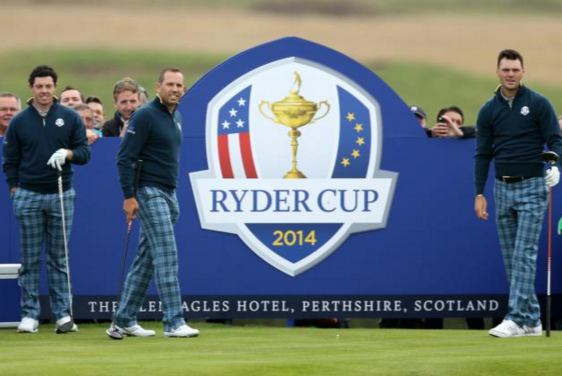 RYDER CUP
2014
THE GLENEAGLES HOTEL, PERTHSHIRE, SCOTLAND